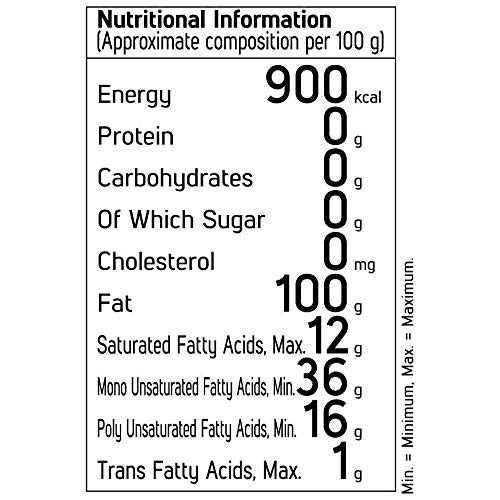 Nutritional Information
(Approximate composition per 100 g)
Energy 900 kcal
Protein 0 g
Carbohydrates 0 g
Of Which Sugar 0 g
Cholesterol 0 mg
Fat 100 g
Saturated Fatty Acids, Max. 12 g
Mono Unsaturated Fatty Acids, Min. 36 g
Poly Unsaturated Fatty Acids, Min. 16 g
Trans Fatty Acids, Max. 1 g
Min. = Minimum, Max. = Maximum.